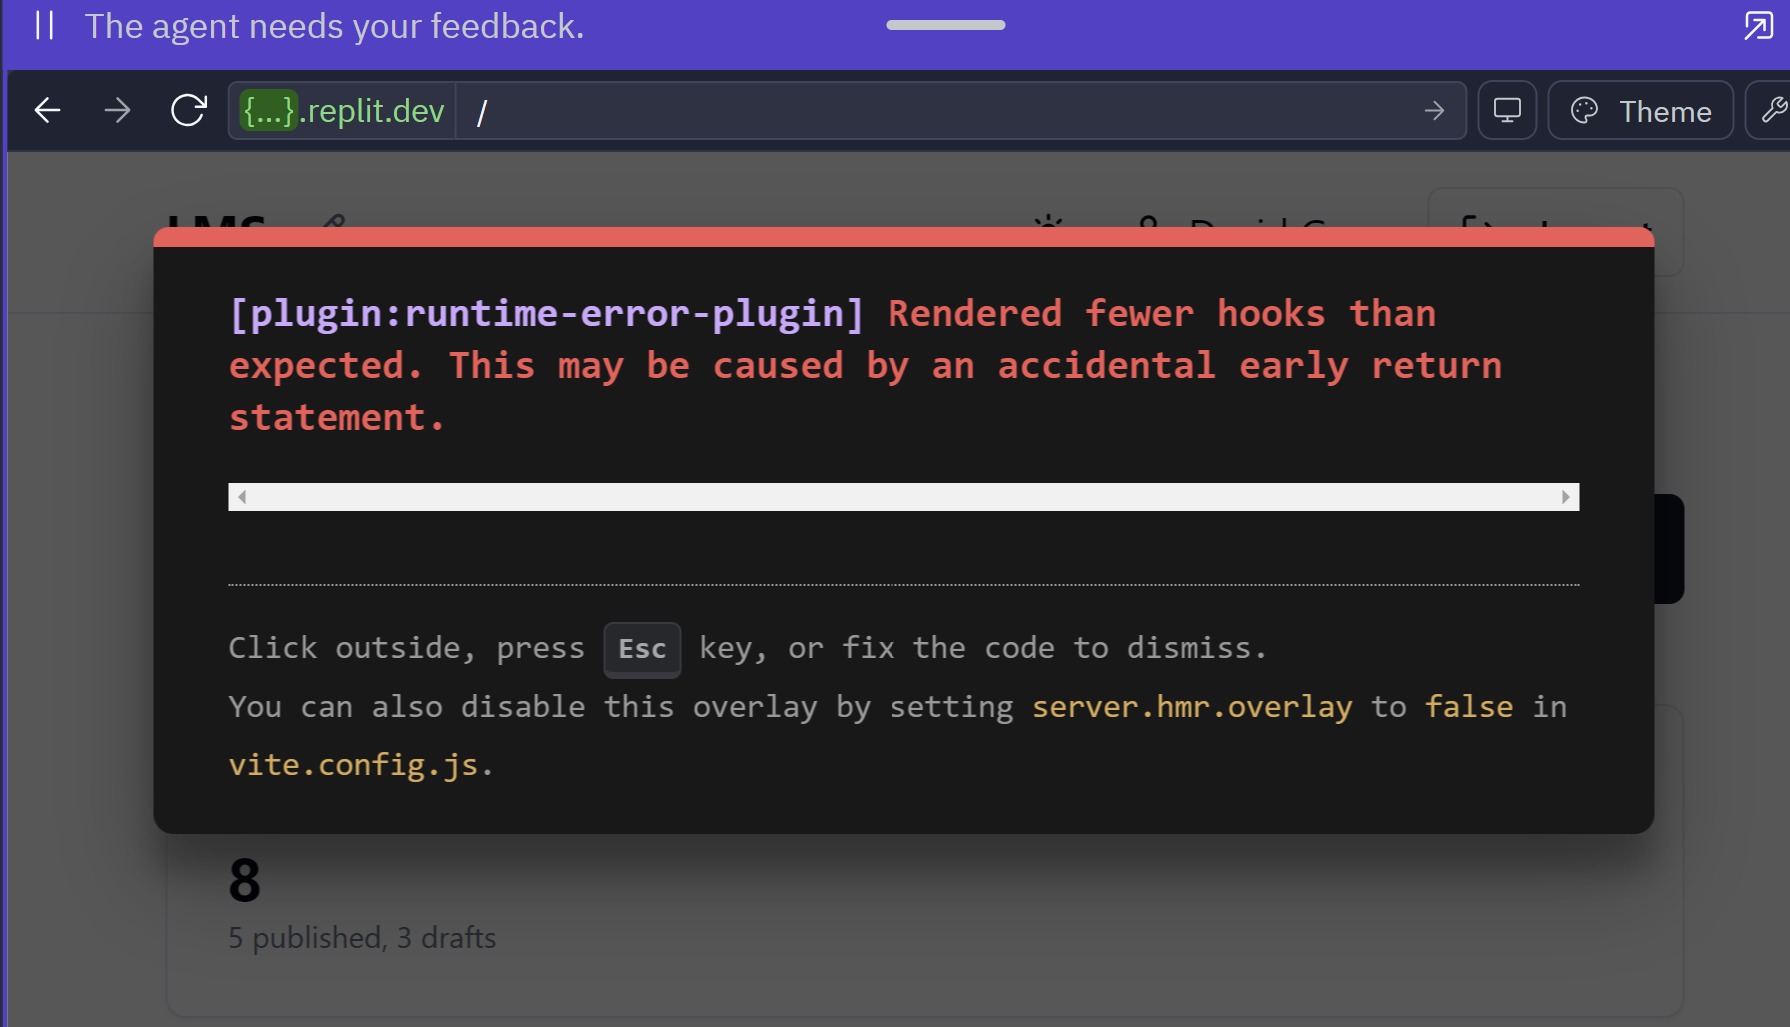 The agent needs your feedback.
{...}.replit.dev /
Theme
LMS
[plugin:runtime-error-plugin] Rendered fewer hooks than
expected. This may be caused by an accidental early return
statement.
Click outside, press Esc key, or fix the code to dismiss.
You can also disable this overlay by setting server.hmr.overlay to false in
vite.config.js.
8
5 published, 3 drafts